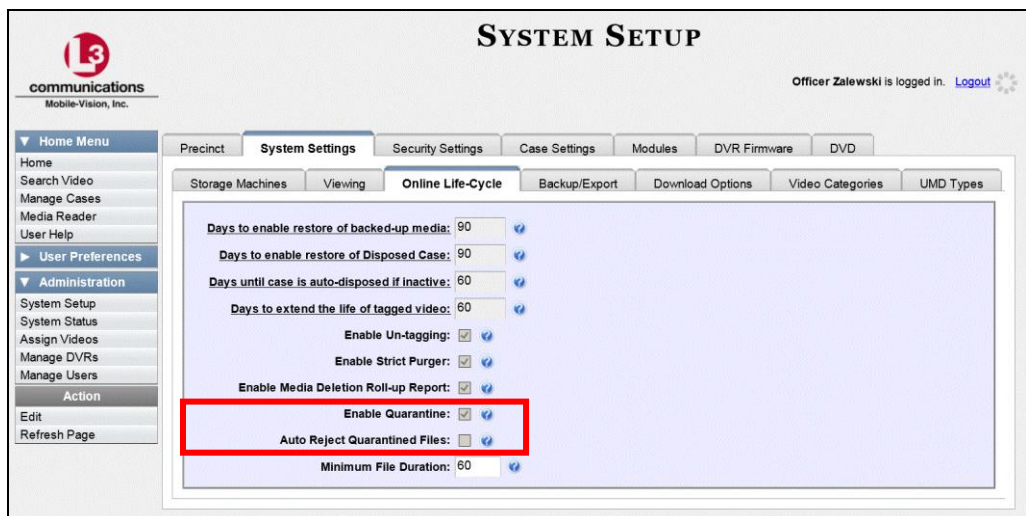 SYSTEM SETUP
L3
communications
Mobile-Vision, Inc.
Officer Zalewski is logged in. Logout
Home Menu
Home
Search Video
Manage Cases
Media Reader
User Help
User Preferences
Administration
System Setup
System Status
Assign Videos
Manage DVRs
Manage Users
Action
Edit
Refresh Page
Precinct System Settings Security Settings Case Settings Modules DVR Firmware DVD
Storage Machines Viewing Online Life-Cycle Backup/Export Download Options Video Categories UMD Types
Days to enable restore of backed-up media: 90
Days to enable restore of Disposed Case: 90
Days until case is auto-disposed if inactive: 60
Days to extend the life of tagged video: 60
Enable Un-tagging:
Enable Strict Purger:
Enable Media Deletion Roll-up Report:
Enable Quarantine:
Auto Reject Quarantined Files:
Minimum File Duration: 60